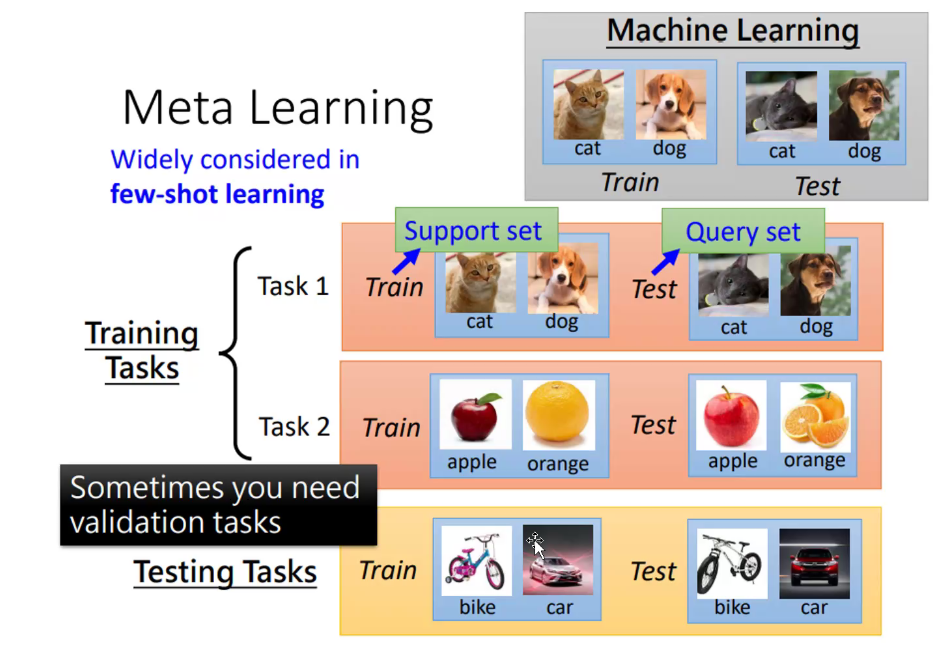 Machine Learning
cat dog cat dog
Train Test
Meta Learning
Widely considered in
few-shot learning
Support set Query set
Task 1 Train Test
cat dog cat dog
Training
Tasks
Task 2 Train Test
apple orange apple orange
Sometimes you need
validation tasks
Testing Tasks Train Test
bike car bike car